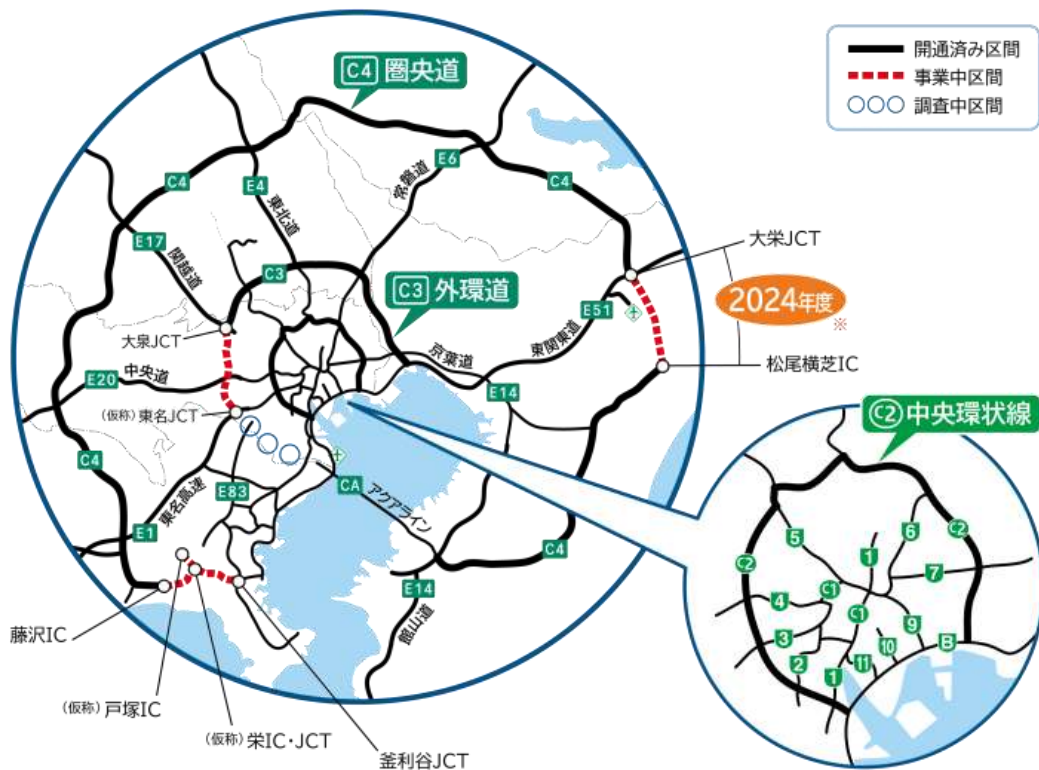 開通済み区間
事業中区間
調査中区間
C4 圏央道
E6
常磐道
C4
C4
E4
東北道
E17
関越道
C3
C3 外環道
大栄JCT
2024年度
※
E51
東関東道
松尾横芝IC
大泉JCT
京葉道
E14
中央道
E20
(仮称)東名JCT
C2 中央環状線
C4
東名高速
E83
CA
アクアライン
E1
C4
E14
館山道
藤沢IC
(仮称)戸塚IC
(仮称)栄IC・JCT
釜利谷JCT
5
1
6
C2
C2
7
4
C1
C1
3
9
B
2
1
11
10